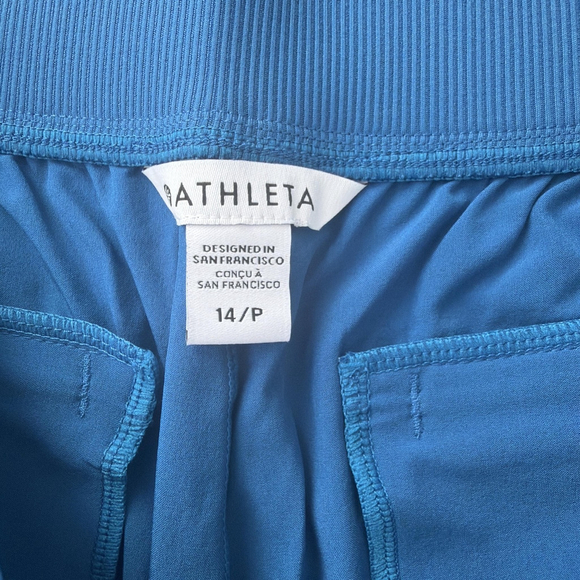 ATHLETA
DESIGNED IN
SAN FRANCISCO
CONÇU À
SAN FRANCISCO
14/P